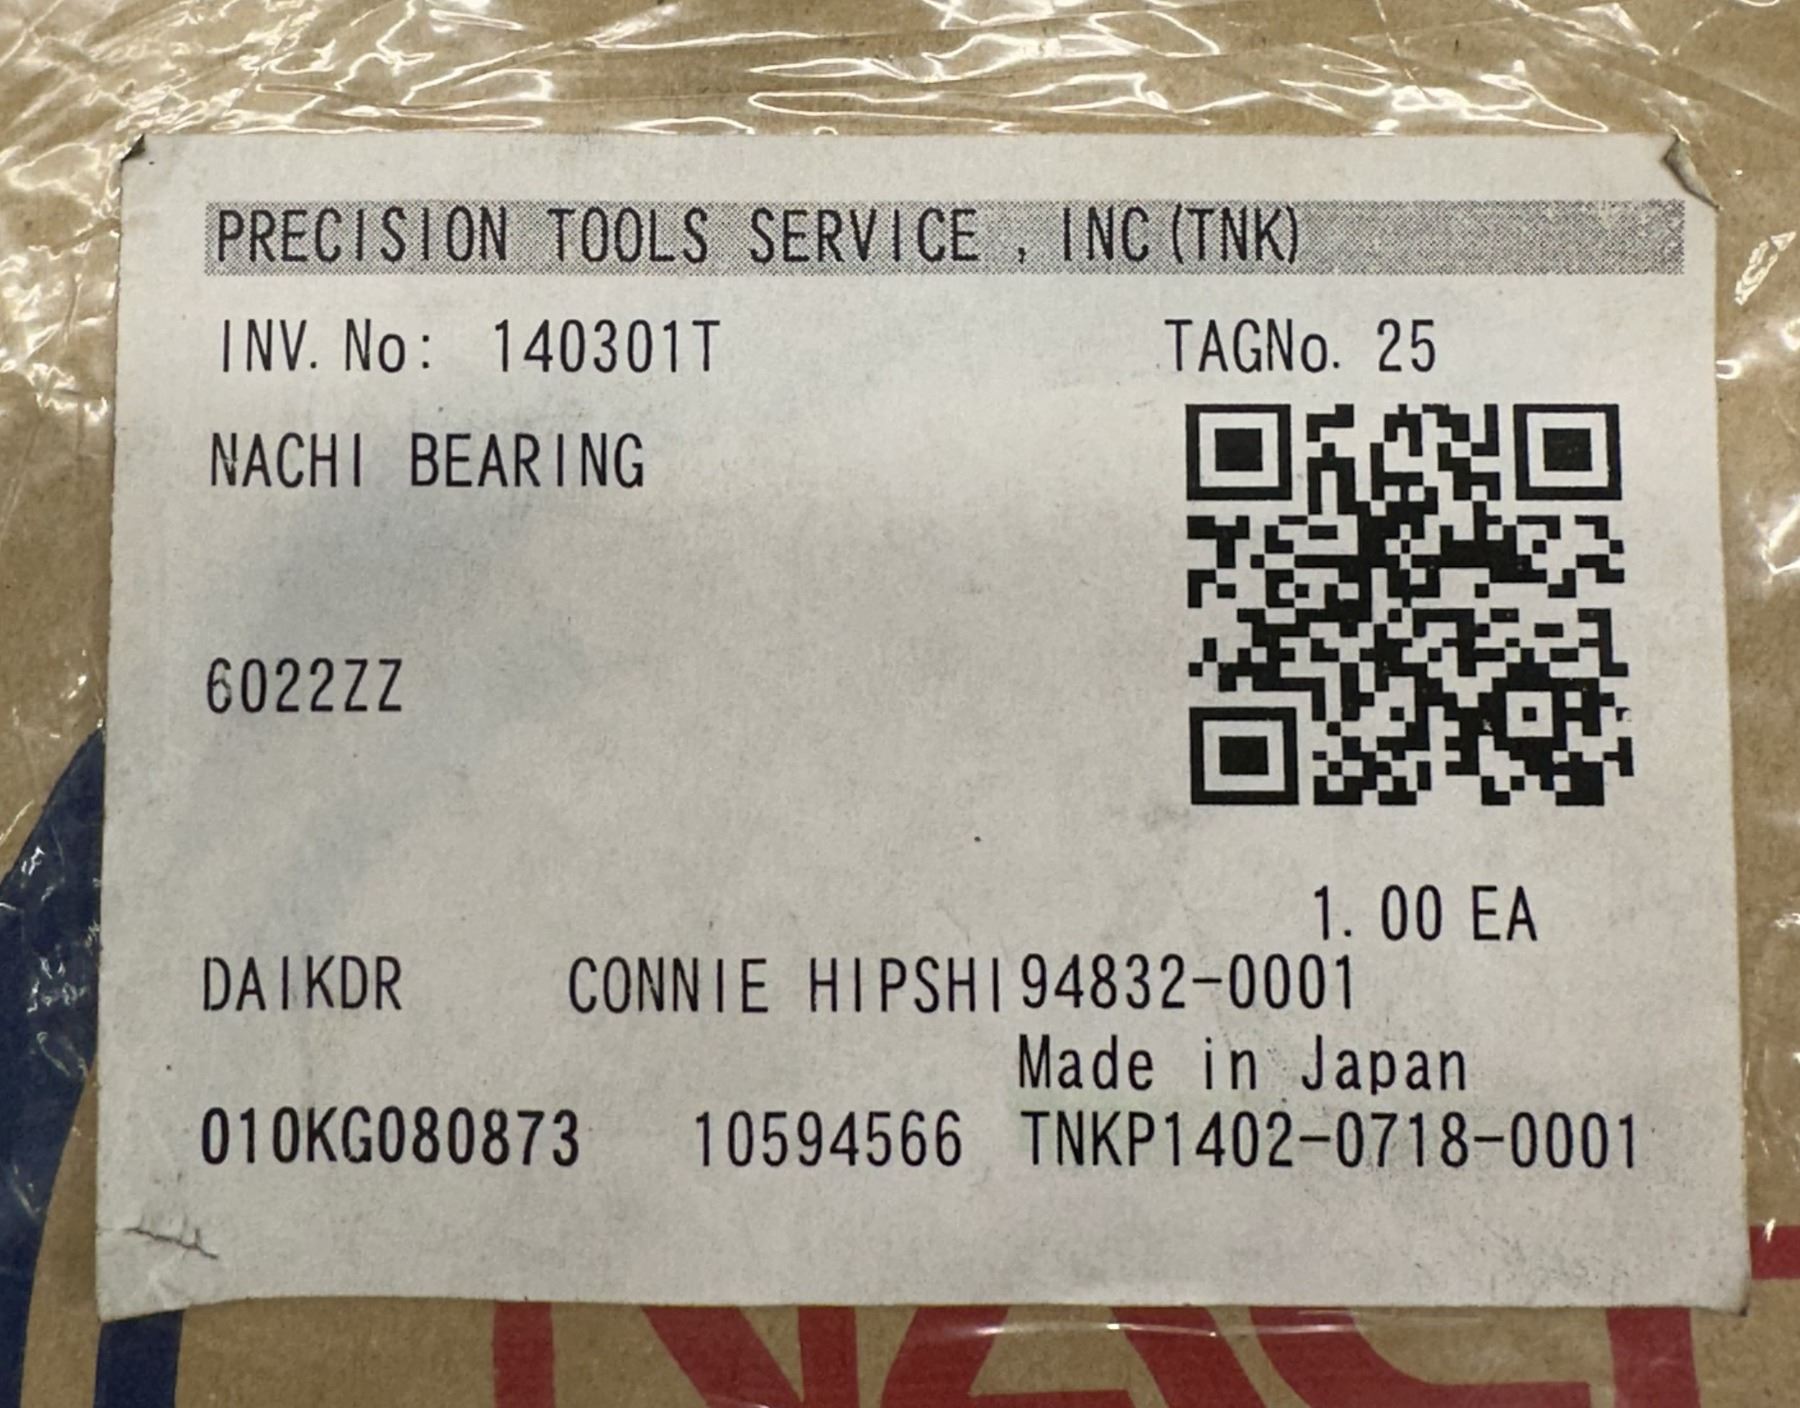 PRECISION TOOLS SERVICE , INC(TNK)
INV. No: 140301T TAGNo. 25
NACHI BEARING
6022ZZ
1. 00 EA
DAIKDR CONNIE HIPSHI 94832-0001
Made in Japan
010KG080873 10594566 TNKP1402-0718-0001